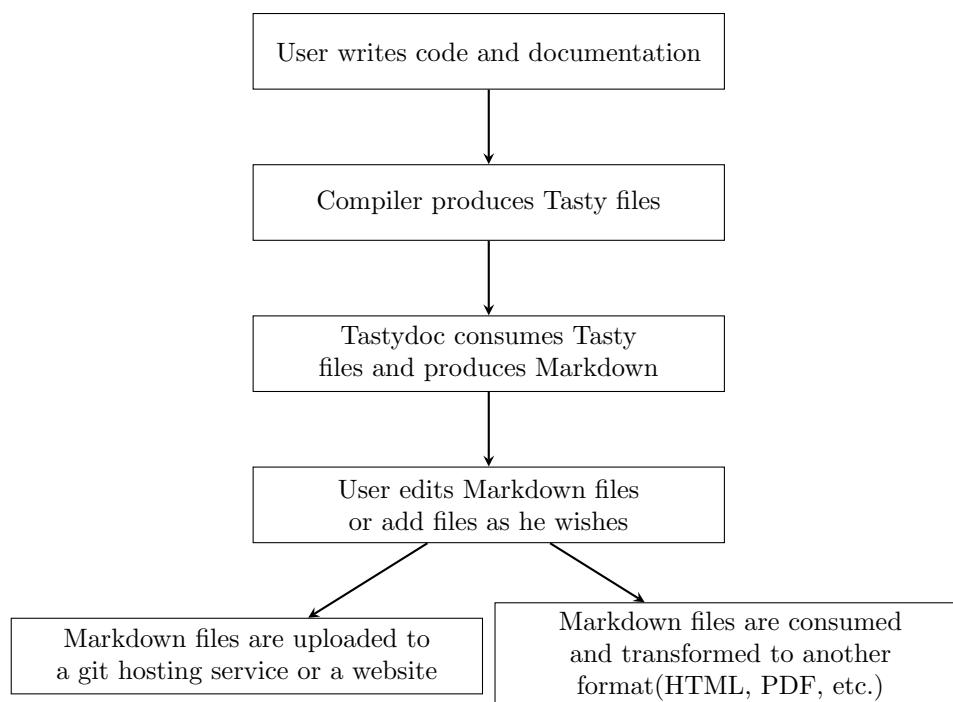 User writes code and documentation
Compiler produces Tasty files
Tastydoc consumes Tasty
files and produces Markdown
User edits Markdown files
or add files as he wishes
Markdown files are uploaded to
a git hosting service or a website
Markdown files are consumed
and transformed to another
format(HTML, PDF, etc.)